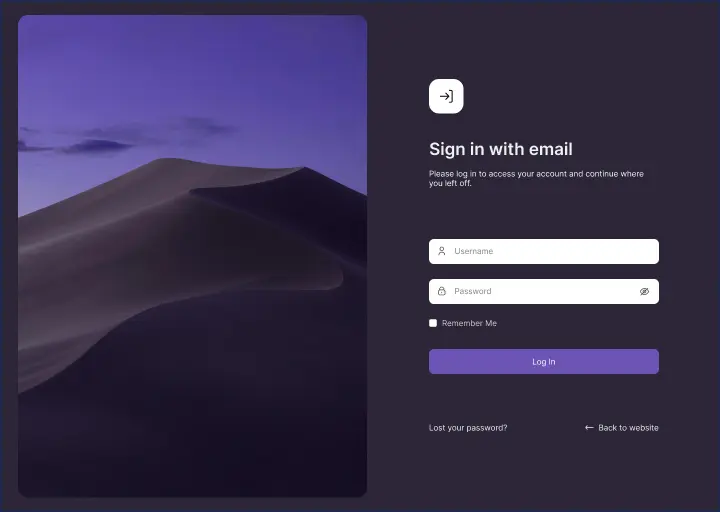 Sign in with email
Please log in to access your account and continue where
you left off.
Username
Password
Remember Me
Log In
Lost your password?
← Back to website